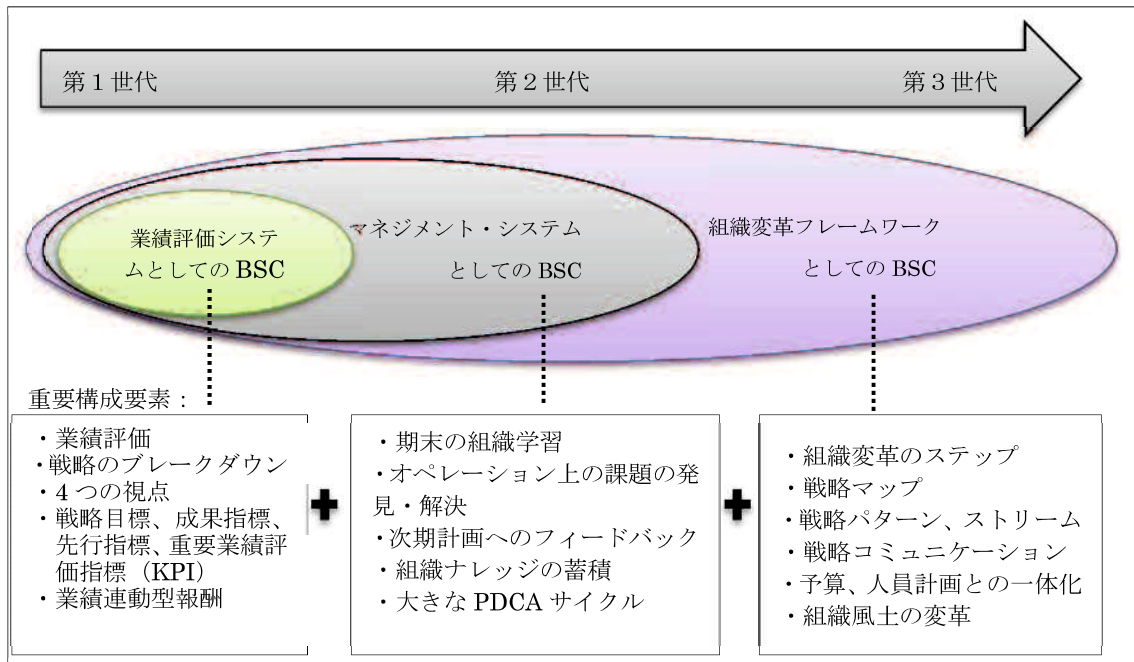 第１世代
第２世代
第３世代
業績評価システ
ムとしての BSC
マネジメント・システム
としての BSC
組織変革フレームワーク
としての BSC
重要構成要素：
・業績評価
・戦略のブレークダウン
・4 つの視点
・戦略目標、成果指標、
先行指標、重要業績評
価指標（KPI）
・業績連動型報酬
・期末の組織学習
・オペレーション上の課題の発
見・解決
・次期計画へのフィードバック
・組織ナレッジの蓄積
・大きな PDCA サイクル
・組織変革のステップ
・戦略マップ
・戦略パターン、ストリーム
・戦略コミュニケーション
・予算、人員計画との一体化
・組織風土の変革